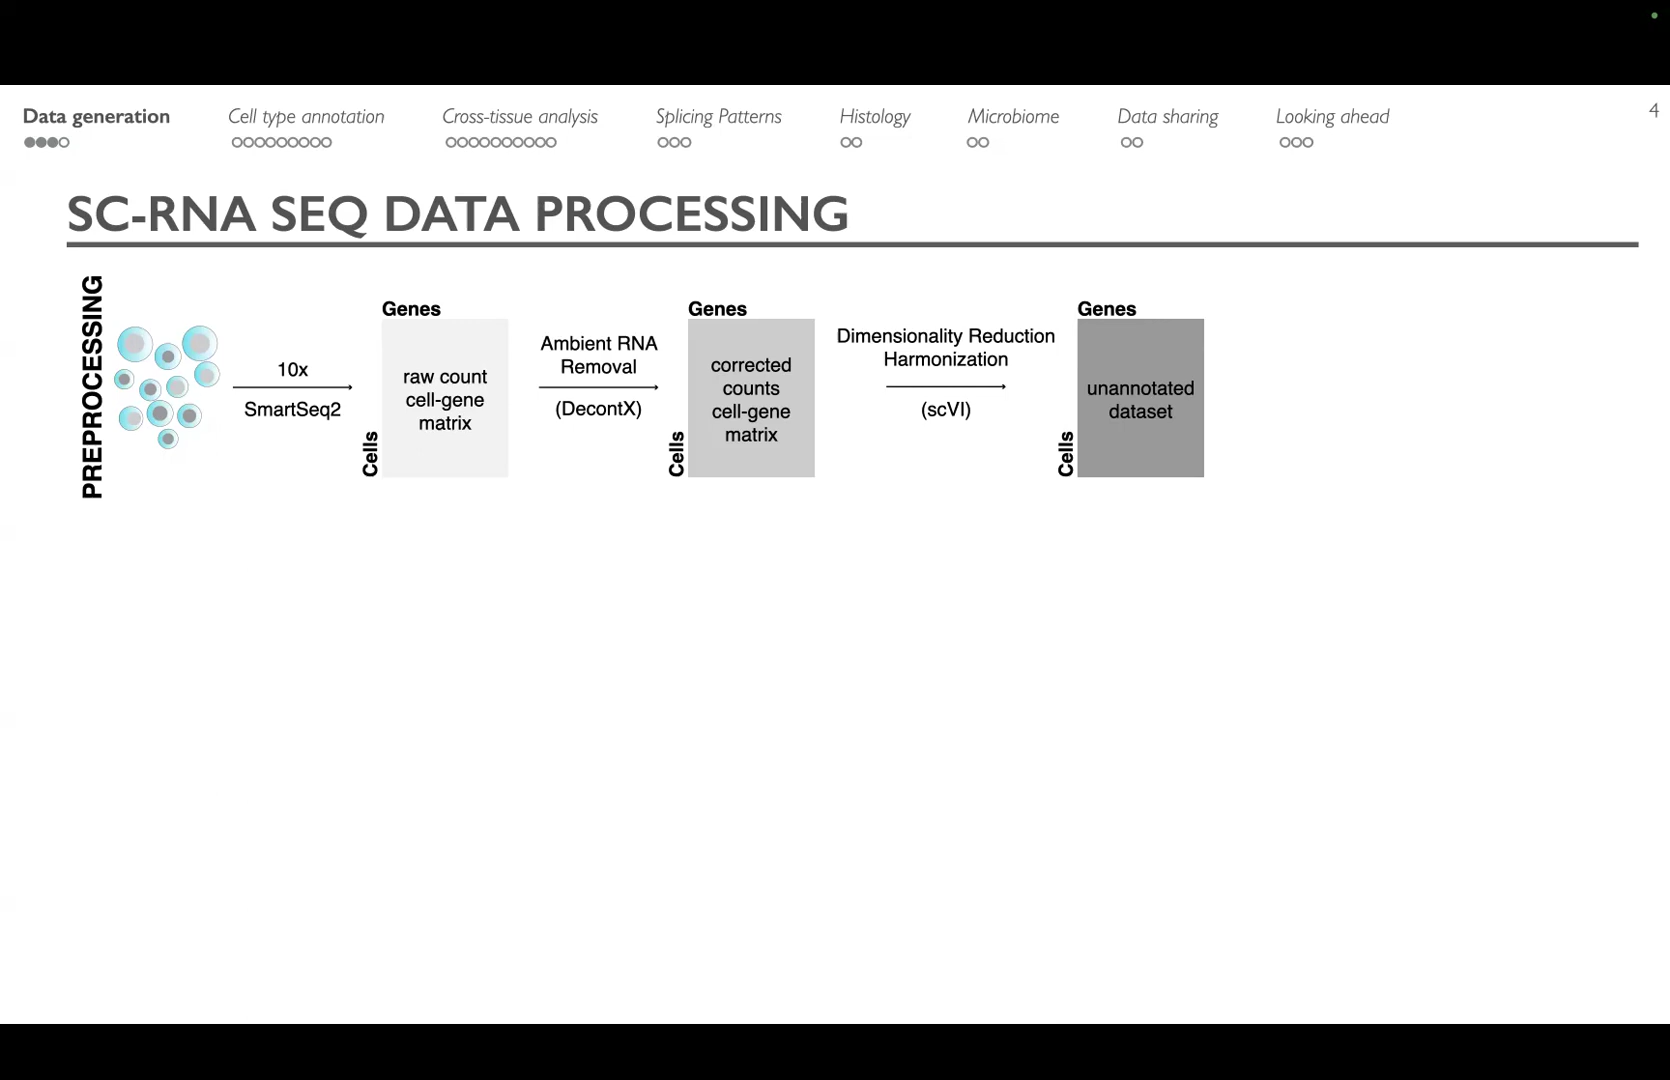 Data generation
Cell type annotation
Cross-tissue analysis
Splicing Patterns
Histology
Microbiome
Data sharing
Looking ahead
4
SC-RNA SEQ DATA PROCESSING
PREPROCESSING
10x
SmartSeq2
Genes
Cells
raw count
cell-gene
matrix
Ambient RNA
Removal
(DecontX)
Genes
Cells
corrected
counts
cell-gene
matrix
Dimensionality Reduction
Harmonization
(scVI)
Genes
Cells
unannotated
dataset